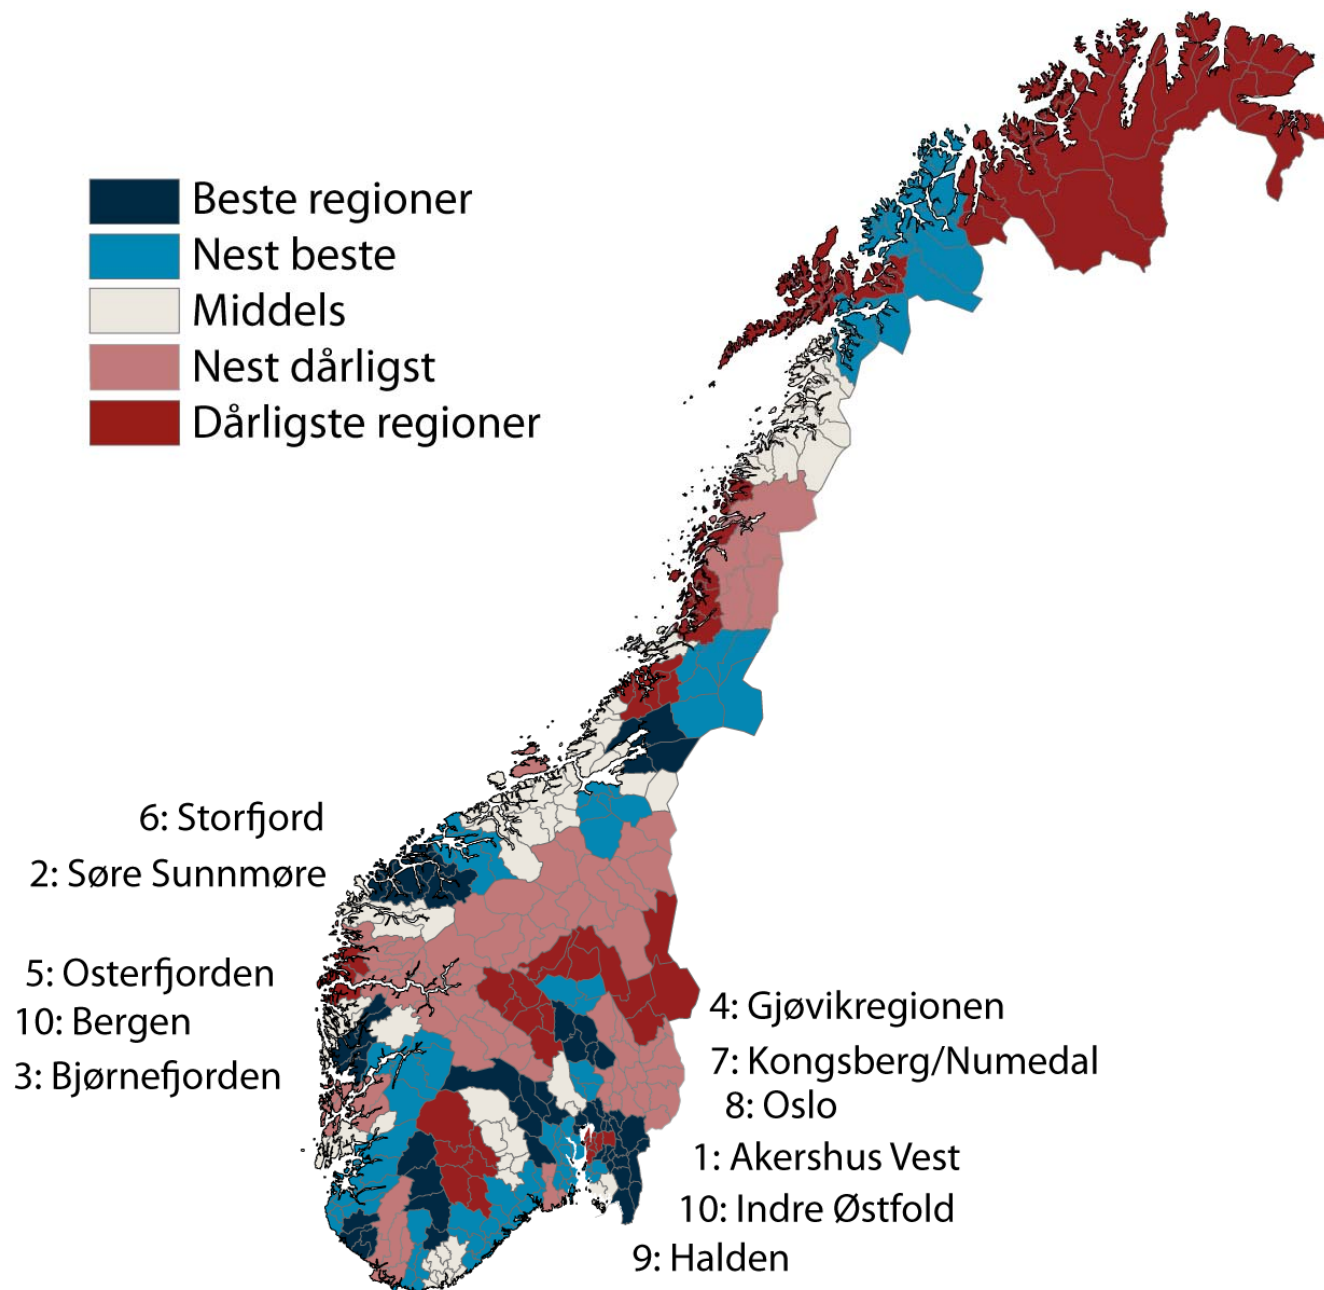 Beste regioner
Nest beste
Middels
Nest dårligst
Dårligste regioner
6: Storfjord
2: Søre Sunnmøre
5: Osterfjorden
10: Bergen
3: Bjørnefjorden
4: Gjøvikregionen
7: Kongsberg/Numedal
8: Oslo
1: Akershus Vest
10: Indre Østfold
9: Halden